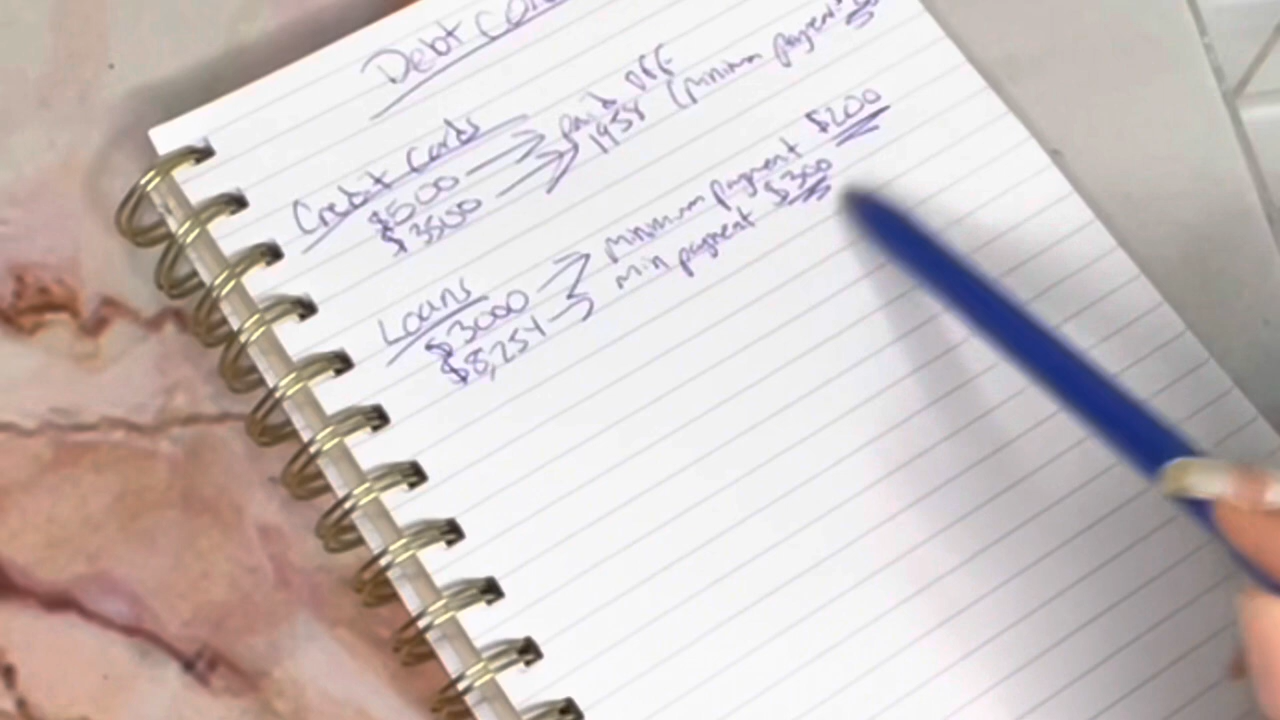 Debt
Credit Cards
$500 → paid OFF
$3500 → 1958 (minimum payment
Loans
$3000 → minimum payment $200
$8,254 → min payment $300